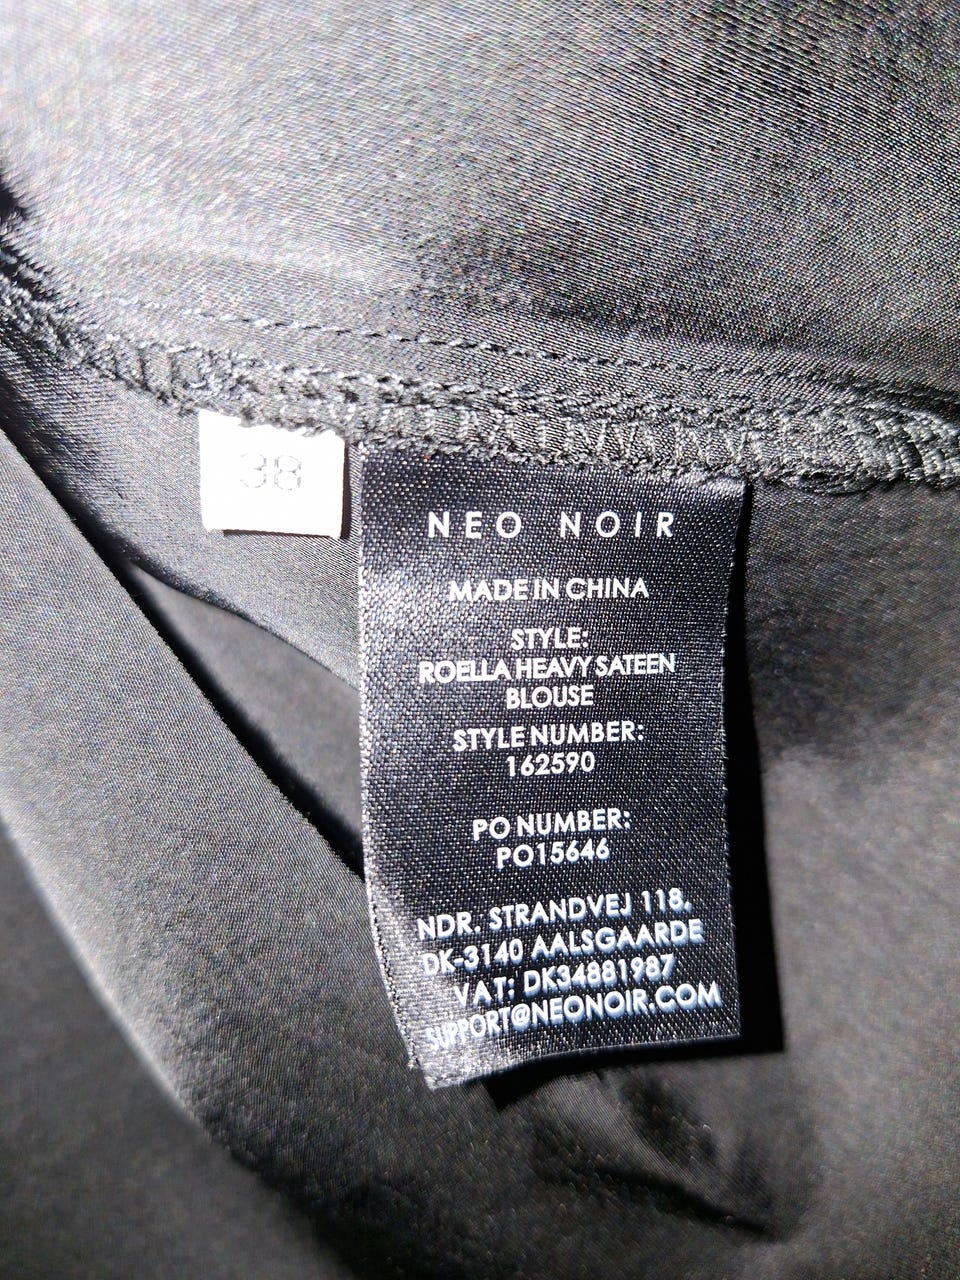 38
NEO NOIR
MADE IN CHINA
STYLE:
ROELLA HEAVY SATEEN
BLOUSE
STYLE NUMBER:
162590
PO NUMBER:
PO15646
NDR. STRANDVEJ 118,
DK-3140 AALSGAARDE
VAT: DK34881987
SUPPORT@NEONOIR.COM